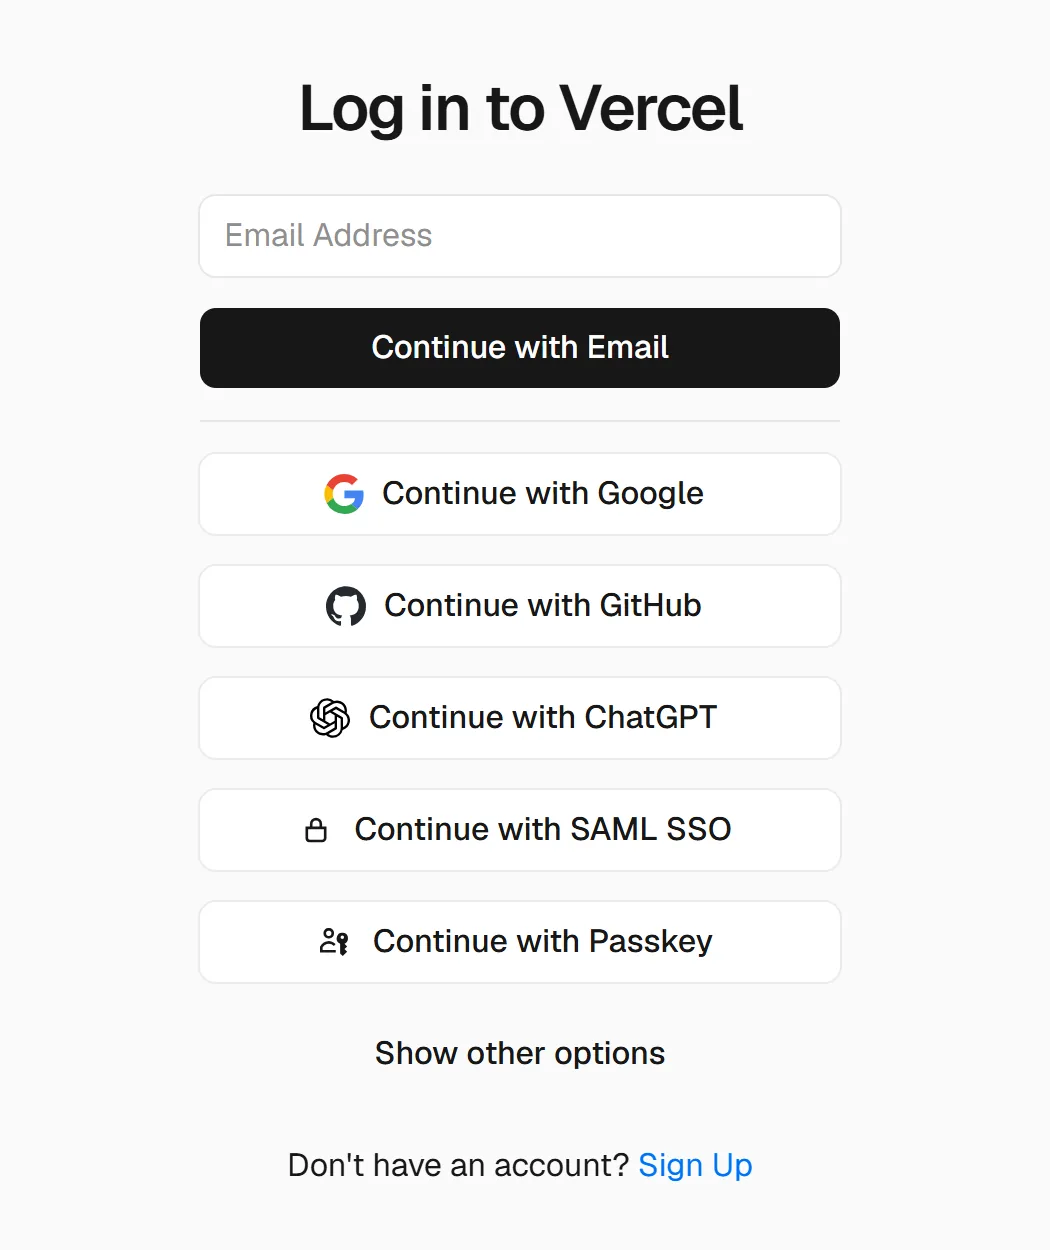 Log in to Vercel
Email Address
Continue with Email
Continue with Google
Continue with GitHub
Continue with ChatGPT
Continue with SAML SSO
Continue with Passkey
Show other options
Don't have an account? Sign Up